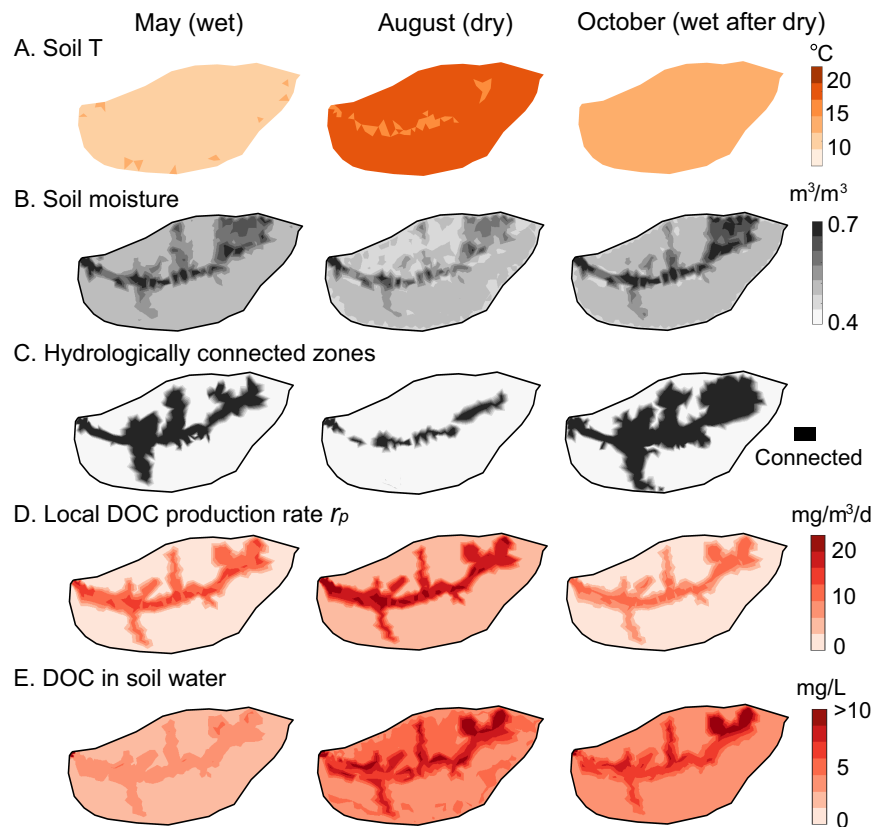 May (wet)
August (dry)
October (wet after dry)
A. Soil T
°C
20
15
10
B. Soil moisture
m³/m³
0.7
0.4
C. Hydrologically connected zones
Connected
D. Local DOC production rate rₚ
mg/m³/d
20
10
0
E. DOC in soil water
mg/L
>10
5
0